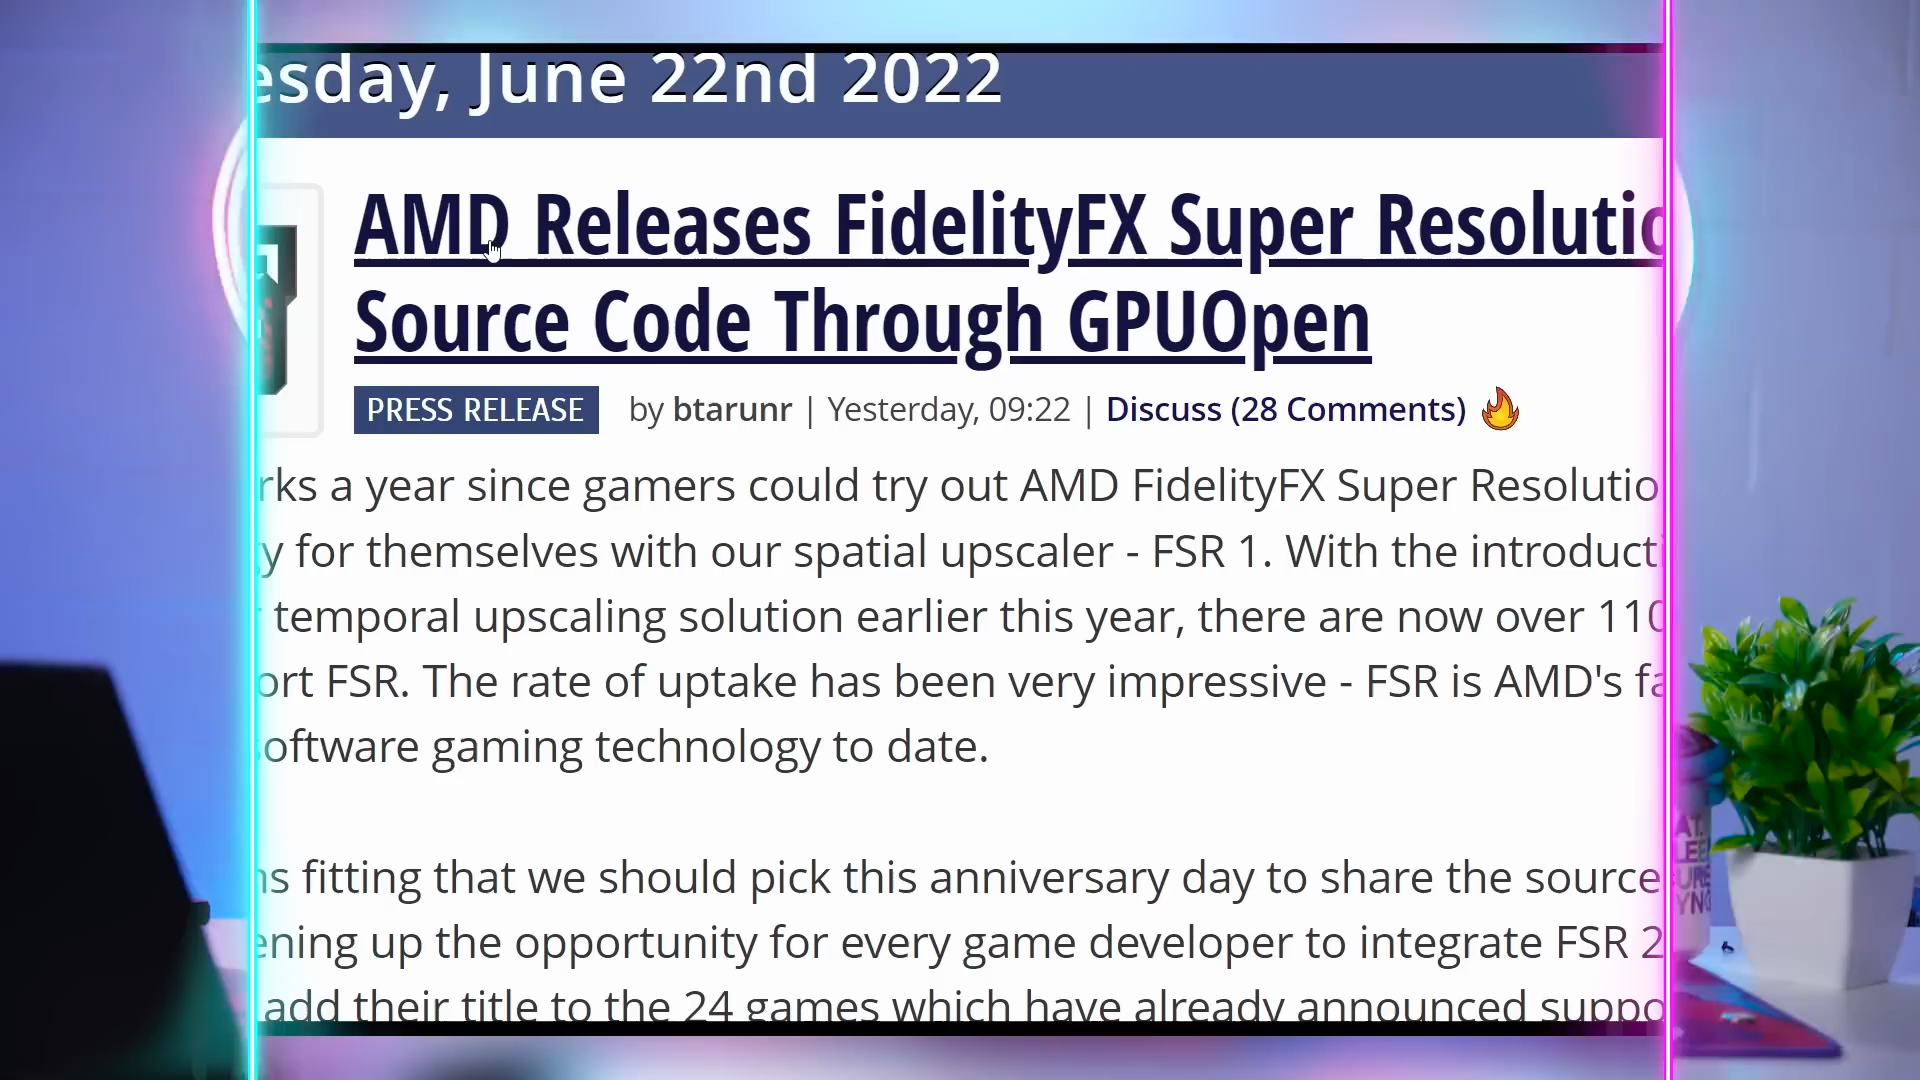 esday, June 22nd 2022
AMD Releases FidelityFX Super Resolutio
Source Code Through GPUOpen
PRESS RELEASE by btarunr | Yesterday, 09:22 | Discuss (28 Comments)
rks a year since gamers could try out AMD FidelityFX Super Resolutio
y for themselves with our spatial upscaler - FSR 1. With the introducti
temporal upscaling solution earlier this year, there are now over 110
ort FSR. The rate of uptake has been very impressive - FSR is AMD's fa
software gaming technology to date.
ns fitting that we should pick this anniversary day to share the source
ening up the opportunity for every game developer to integrate FSR 2
add their title to the 24 games which have already announced suppo